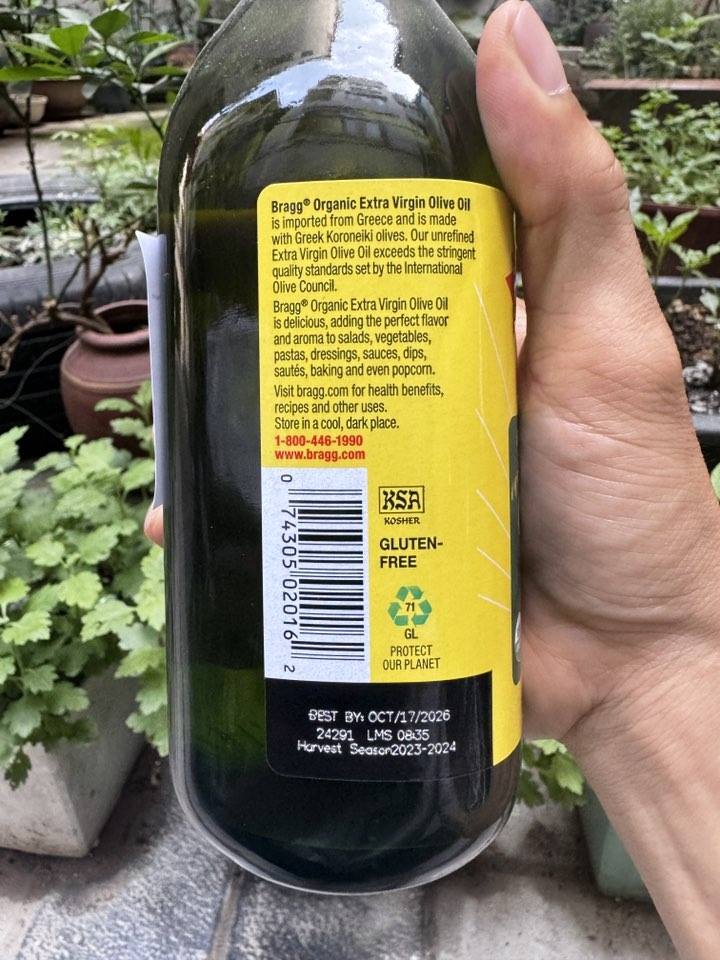 Bragg® Organic Extra Virgin Olive Oil
is imported from Greece and is made
with Greek Koroneiki olives. Our unrefined
Extra Virgin Olive Oil exceeds the stringent
quality standards set by the International
Olive Council.
Bragg® Organic Extra Virgin Olive Oil
is delicious, adding the perfect flavor
and aroma to salads, vegetables,
pastas, dressings, sauces, dips,
sautés, baking and even popcorn.
Visit bragg.com for health benefits,
recipes and other uses.
Store in a cool, dark place.
1-800-446-1990
www.bragg.com
0 74305 02016 2
KSA
KOSHER
GLUTEN-
FREE
71
GL
PROTECT
OUR PLANET
BEST BY: OCT/17/2026
24291 LMS 08:35
Harvest Season2023-2024